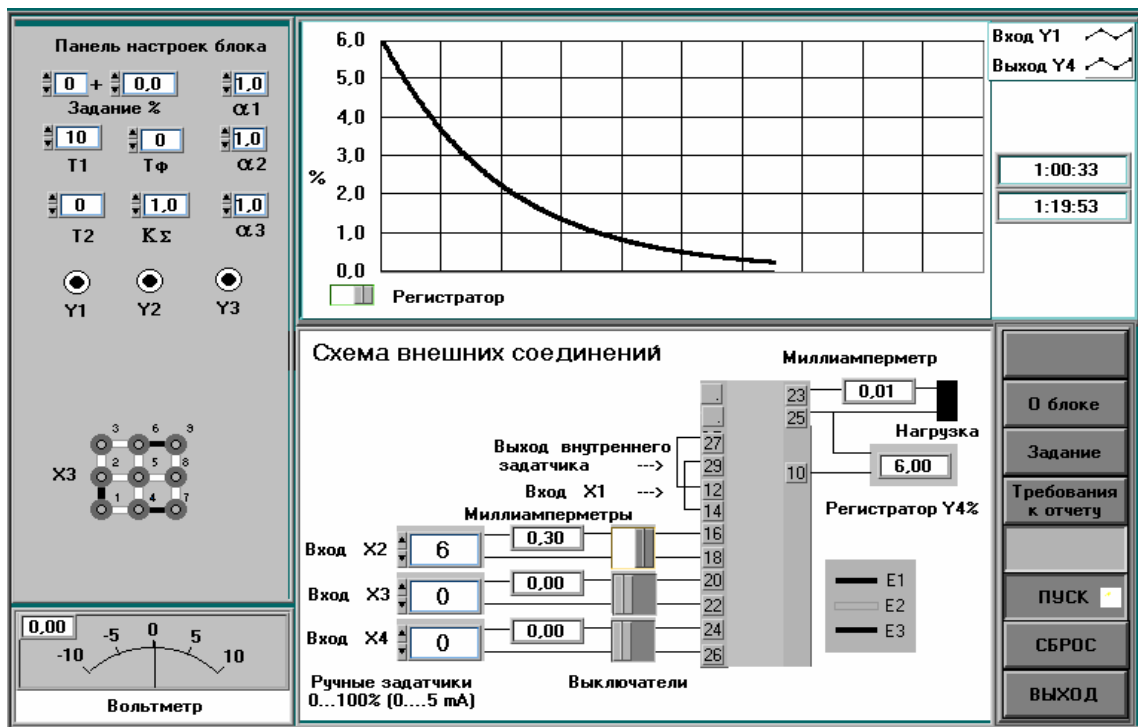 Панель настроек блока
0 + 0,0 1,0
Задание % α1
10 0 1,0
T1 Tф α2
0 1,0 1,0
T2 KΣ α3
Y1 Y2 Y3
X3
3 6 9
2 5 8
1 4 7
0,00
-10 -5 0 5 10
Вольтметр
6,0
5,0
4,0
3,0
%
2,0
1,0
0,0
Регистратор
Вход Y1
Выход Y4
1:00:33
1:19:53
Схема внешних соединений
Миллиамперметр
. 23 0,01
. 25
Нагрузка
Выход внутреннего
задатчика --->
27
29
10 6,00
Вход X1 --->
12
14
Регистратор Y4%
Миллиамперметры
Вход X2 6 0,30 16
18
Вход X3 0 0,00 20
22
Вход X4 0 0,00 24
26
E1
E2
E3
Ручные задатчики
0...100% (0....5 mA)
Выключатели
О блоке
Задание
Требования
к отчету
ПУСК
СБРОС
ВЫХОД